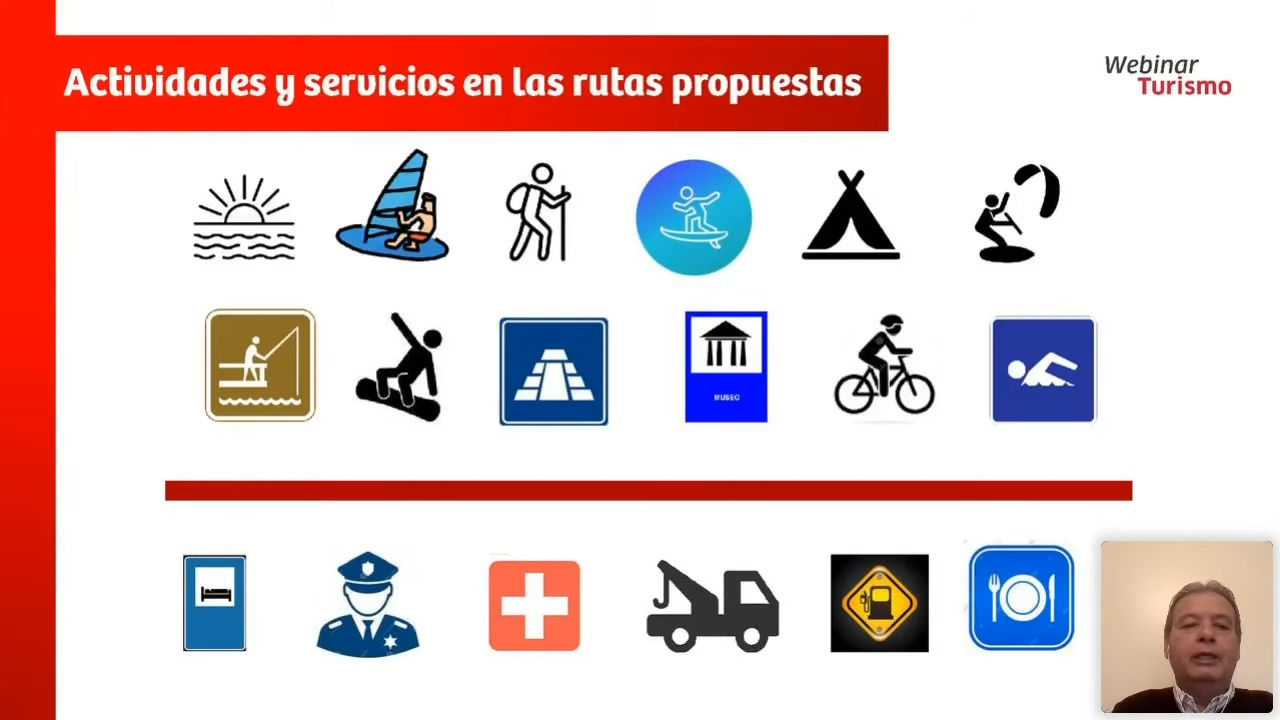 Actividades y servicios en las rutas propuestas
Webinar
Turismo
MUSEO